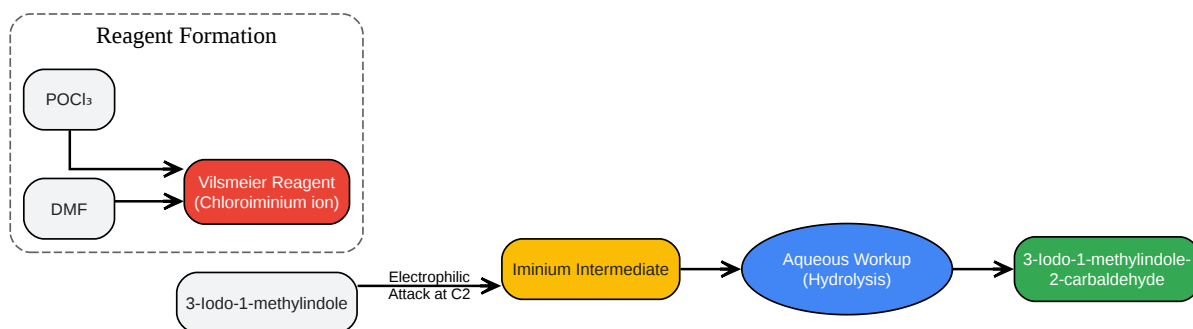 Reagent Formation
POCl₃
DMF
Vilsmeier Reagent
(Chloroiminium ion)
3-Iodo-1-methylindole
Electrophilic
Attack at C2
Iminium Intermediate
Aqueous Workup
(Hydrolysis)
3-Iodo-1-methylindole-
2-carbaldehyde